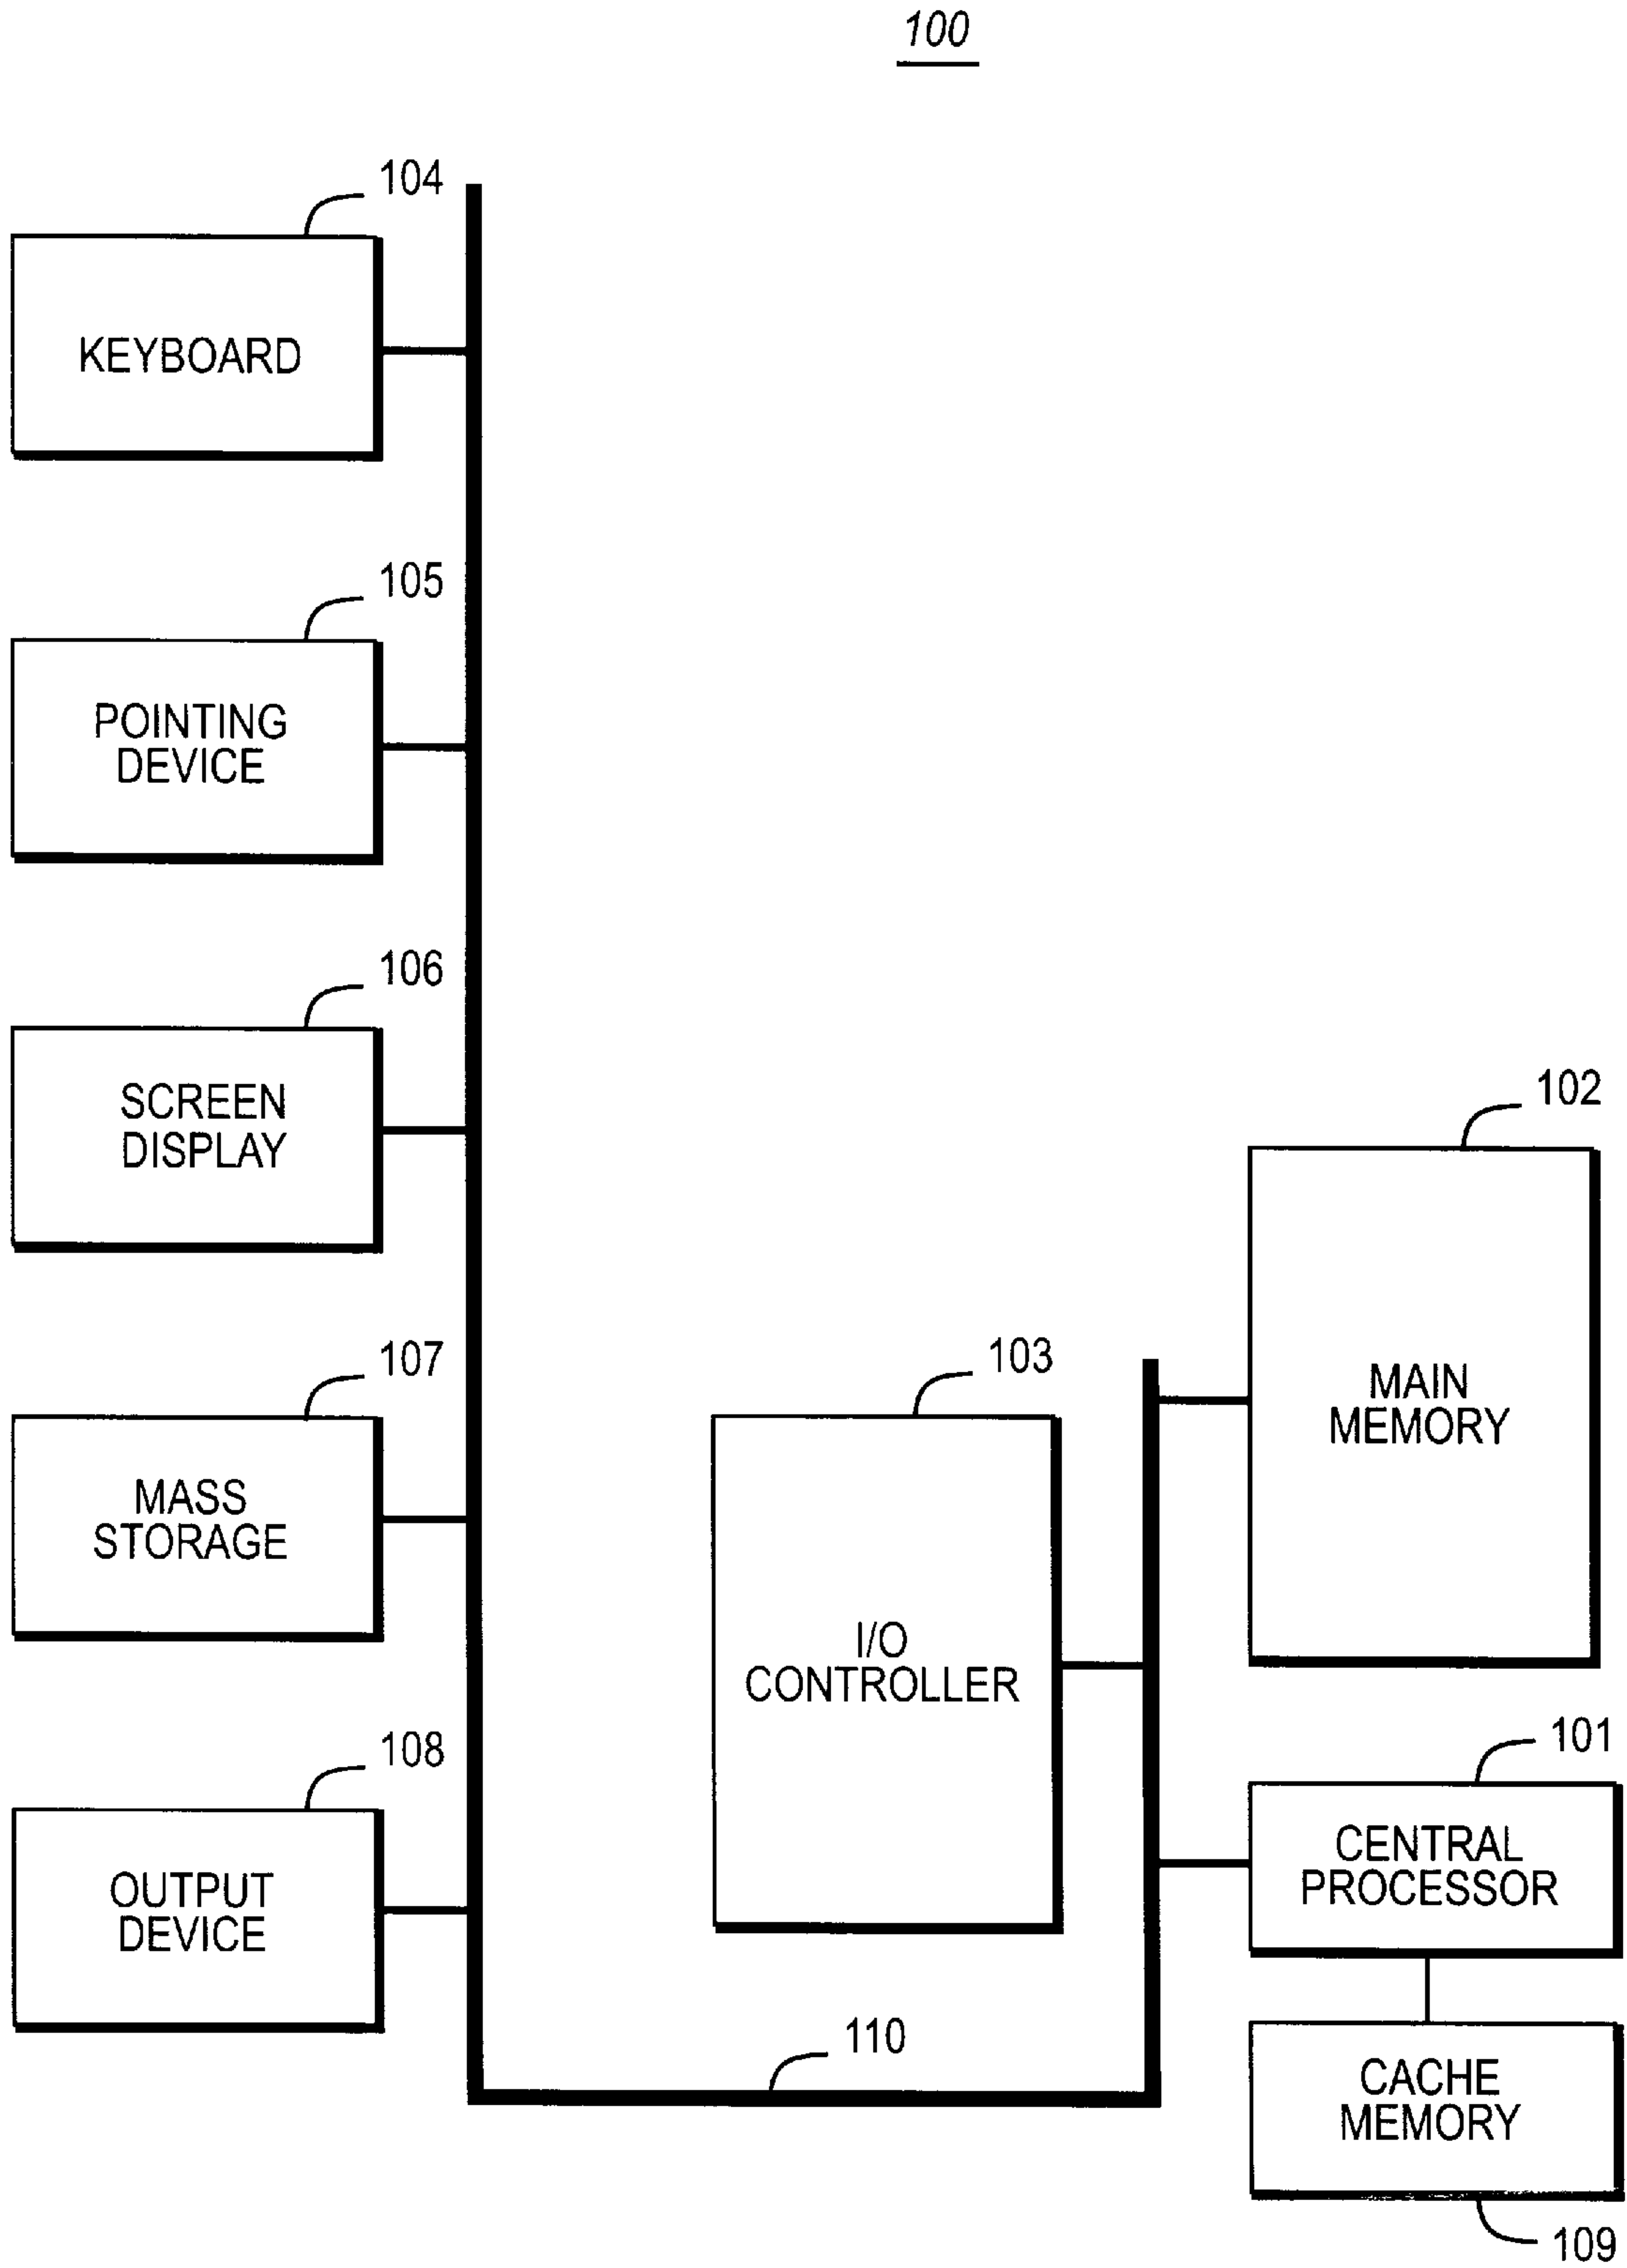 100
104
KEYBOARD
105
POINTING
DEVICE
106
SCREEN
DISPLAY
107
MASS
STORAGE
108
OUTPUT
DEVICE
103
I/O
CONTROLLER
102
MAIN
MEMORY
101
CENTRAL
PROCESSOR
110
CACHE
MEMORY
109